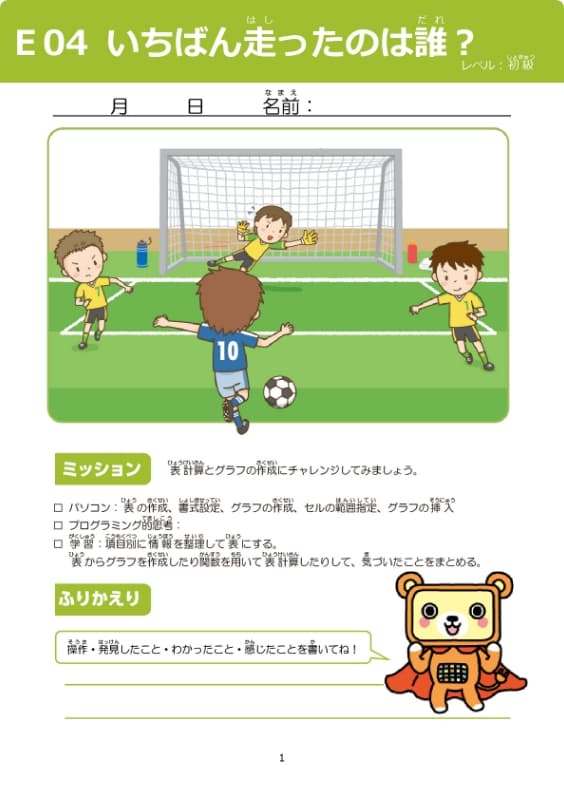 E04 いちばん走ったのは誰？
レベル：初級
月 日 名前：
10
ミッション 表計算とグラフの作成にチャレンジしてみましょう。
□ パソコン：表の作成、書式設定、グラフの作成、セルの範囲指定、グラフの挿入
□ プログラミング的思考：
□ 学習：項目別に情報を整理して表にする。
表からグラフを作成したり関数を用いて表計算したりして、気づいたことをまとめる。
ふりかえり
操作・発見したこと・わかったこと・感じたことを書いてね！
1